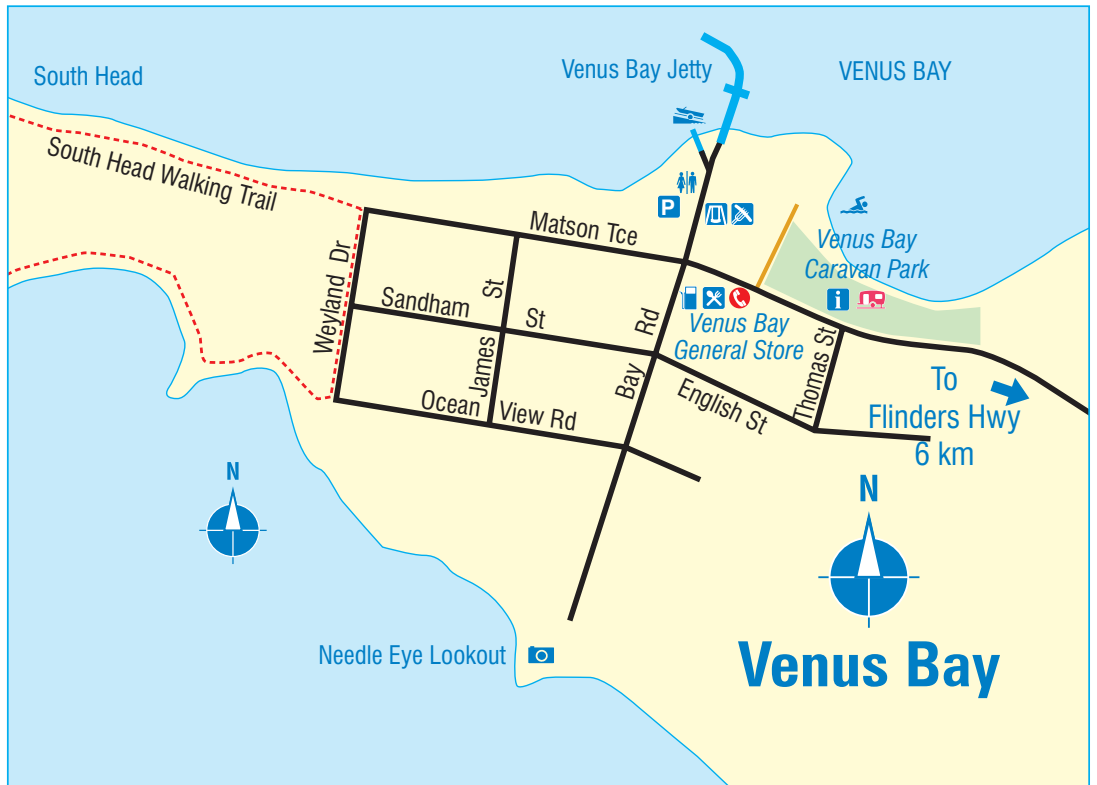 South Head
Venus Bay Jetty
VENUS BAY
South Head Walking Trail
P
Matson Tce
Venus Bay
Caravan Park
i
Weyland Dr
Sandham St
James St
Bay Rd
Venus Bay
General Store
Thomas St
English St
Ocean View Rd
To
Flinders Hwy
6 km
N
N
Needle Eye Lookout
Venus Bay